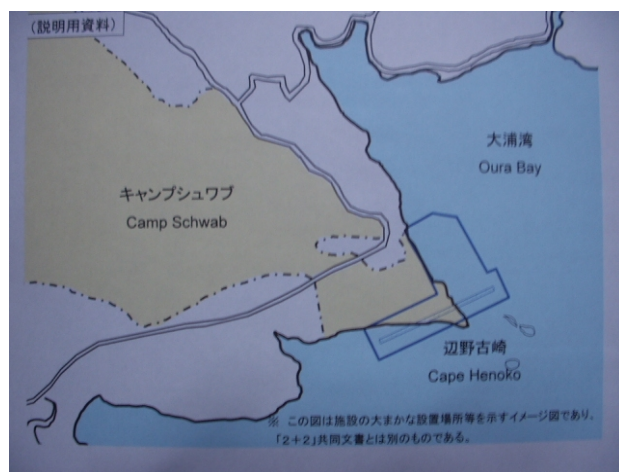 (説明用資料)
大浦湾
Oura Bay
キャンプシュワブ
Camp Schwab
辺野古崎
Cape Henoko
※ この図は施設の大まかな設置場所等を示すイメージ図であり、
「2+2」共同文書とは別のものである。